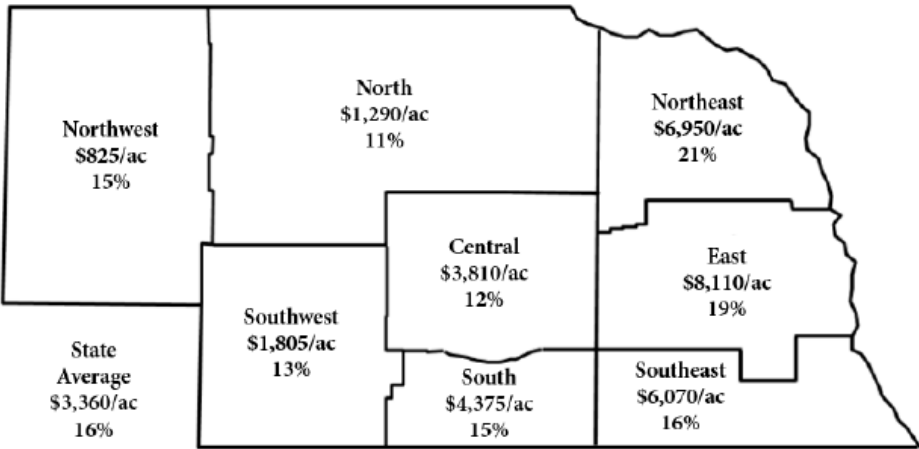 North
$1,290/ac
11%
Northeast
$6,950/ac
21%
Northwest
$825/ac
15%
Central
$3,810/ac
12%
East
$8,110/ac
19%
Southwest
$1,805/ac
13%
State
Average
$3,360/ac
16%
South
$4,375/ac
15%
Southeast
$6,070/ac
16%